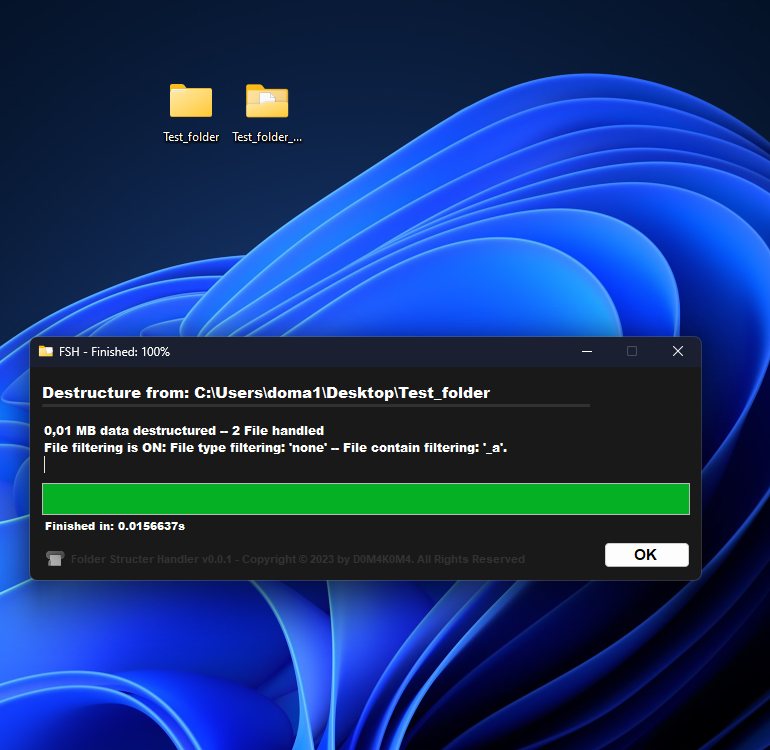 Test_folder
Test_folder_...
FSH - Finished: 100%
Destructure from: C:\Users\doma1\Desktop\Test_folder
0,01 MB data destructured -- 2 File handled
File filtering is ON: File type filtering: 'none' -- File contain filtering: '_a'.
Finished in: 0.0156637s
Folder Structer Handler v0.0.1 - Copyright © 2023 by D0M4K0M4. All Rights Reserved
OK